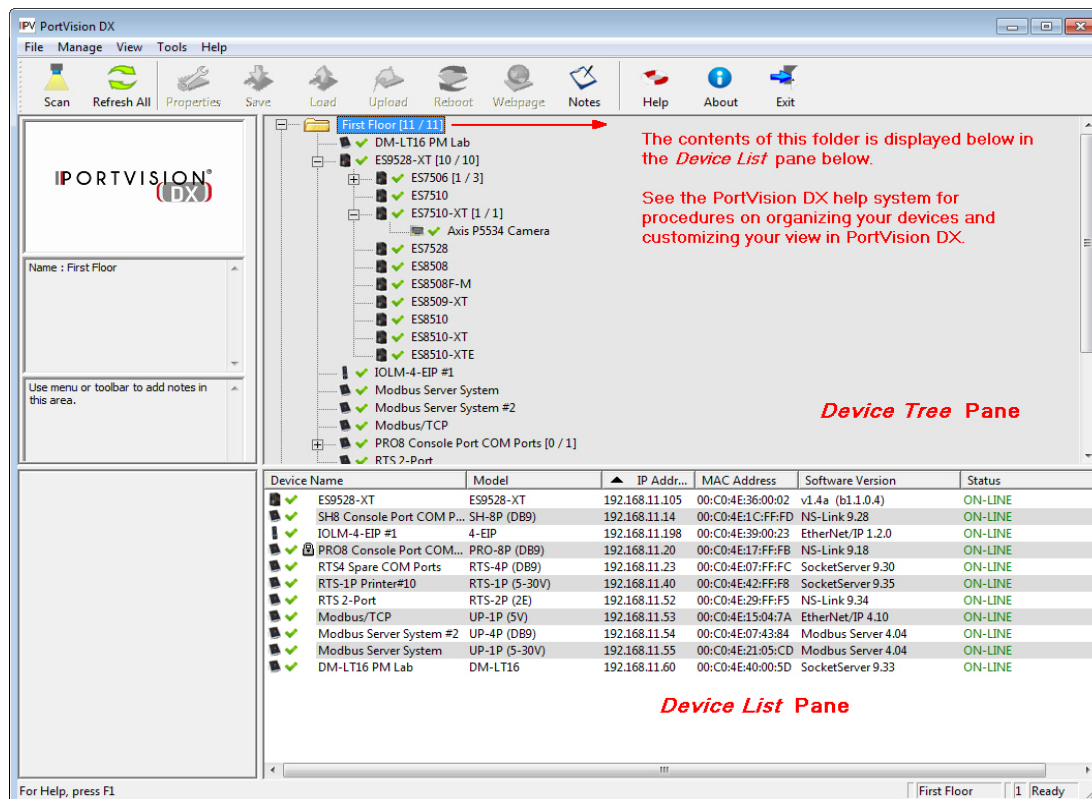 PortVision DX
File Manage View Tools Help
Scan Refresh All Properties Save Load Upload Reboot Webpage Notes Help About Exit
PORTVISION®
DX
Name : First Floor
Use menu or toolbar to add notes in
this area.
First Floor [11 / 11]
DM-LT16 PM Lab
ES9528-XT [10 / 10]
ES7506 [1 / 3]
ES7510
ES7510-XT [1 / 1]
Axis P5534 Camera
ES7528
ES8508
ES8508F-M
ES8509-XT
ES8510
ES8510-XT
ES8510-XTE
IOLM-4-EIP #1
Modbus Server System
Modbus Server System #2
Modbus/TCP
PRO8 Console Port COM Ports [0 / 1]
RTS 2-Port
The contents of this folder is displayed below in
the Device List pane below.
See the PortVision DX help system for
procedures on organizing your devices and
customizing your view in PortVision DX.
Device Tree Pane
Device Name Model IP Addr... MAC Address Software Version Status
ES9528-XT ES9528-XT 192.168.11.105 00:C0:4E:36:00:02 v1.4a (b1.1.0.4) ON-LINE
SH8 Console Port COM P... SH-8P (DB9) 192.168.11.14 00:C0:4E:1C:FF:FD NS-Link 9.28 ON-LINE
IOLM-4-EIP #1 4-EIP 192.168.11.198 00:C0:4E:39:00:23 EtherNet/IP 1.2.0 ON-LINE
PRO8 Console Port COM... PRO-8P (DB9) 192.168.11.20 00:C0:4E:17:FF:FB NS-Link 9.18 ON-LINE
RTS4 Spare COM Ports RTS-4P (DB9) 192.168.11.23 00:C0:4E:07:FF:FC SocketServer 9.30 ON-LINE
RTS-1P Printer#10 RTS-1P (5-30V) 192.168.11.40 00:C0:4E:42:FF:F8 SocketServer 9.35 ON-LINE
RTS 2-Port RTS-2P (2E) 192.168.11.52 00:C0:4E:29:FF:F5 NS-Link 9.34 ON-LINE
Modbus/TCP UP-1P (5V) 192.168.11.53 00:C0:4E:15:04:7A EtherNet/IP 4.10 ON-LINE
Modbus Server System #2 UP-4P (DB9) 192.168.11.54 00:C0:4E:07:43:84 Modbus Server 4.04 ON-LINE
Modbus Server System UP-1P (5-30V) 192.168.11.55 00:C0:4E:21:05:CD Modbus Server 4.04 ON-LINE
DM-LT16 PM Lab DM-LT16 192.168.11.60 00:C0:4E:40:00:5D SocketServer 9.33 ON-LINE
Device List Pane
For Help, press F1
First Floor 1 Ready